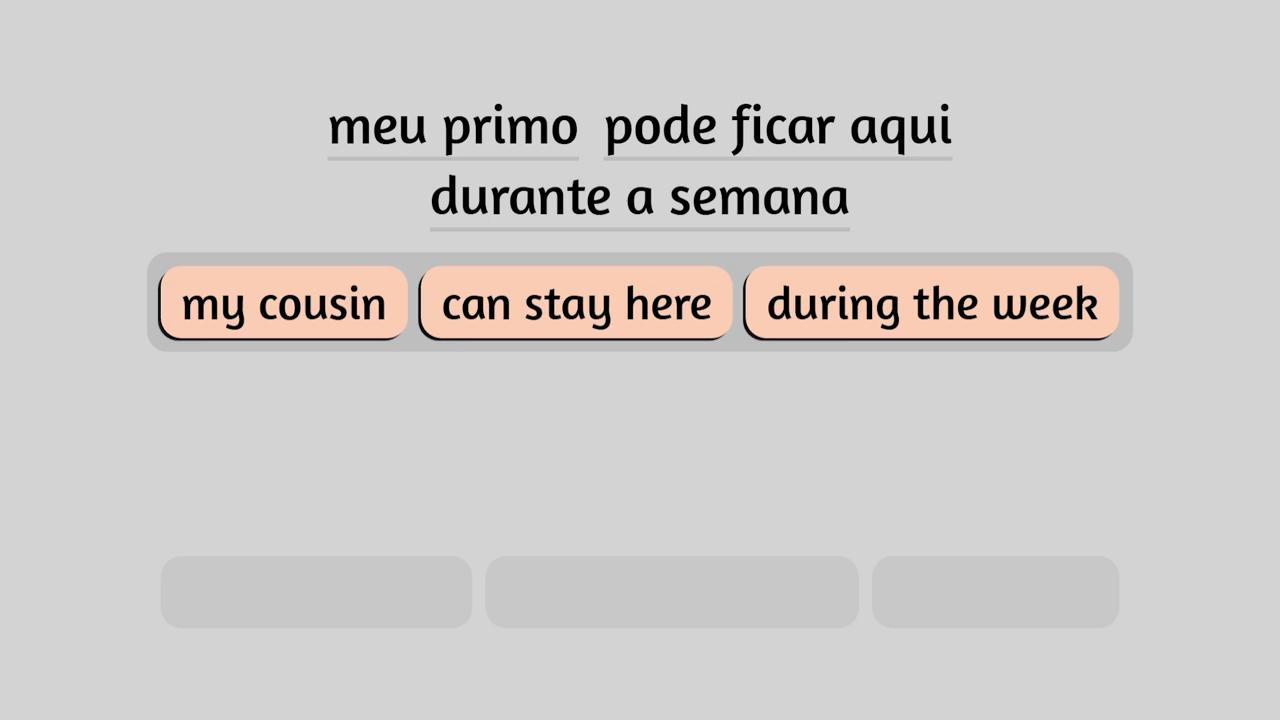 meu primo pode ficar aqui
durante a semana
my cousin can stay here during the week